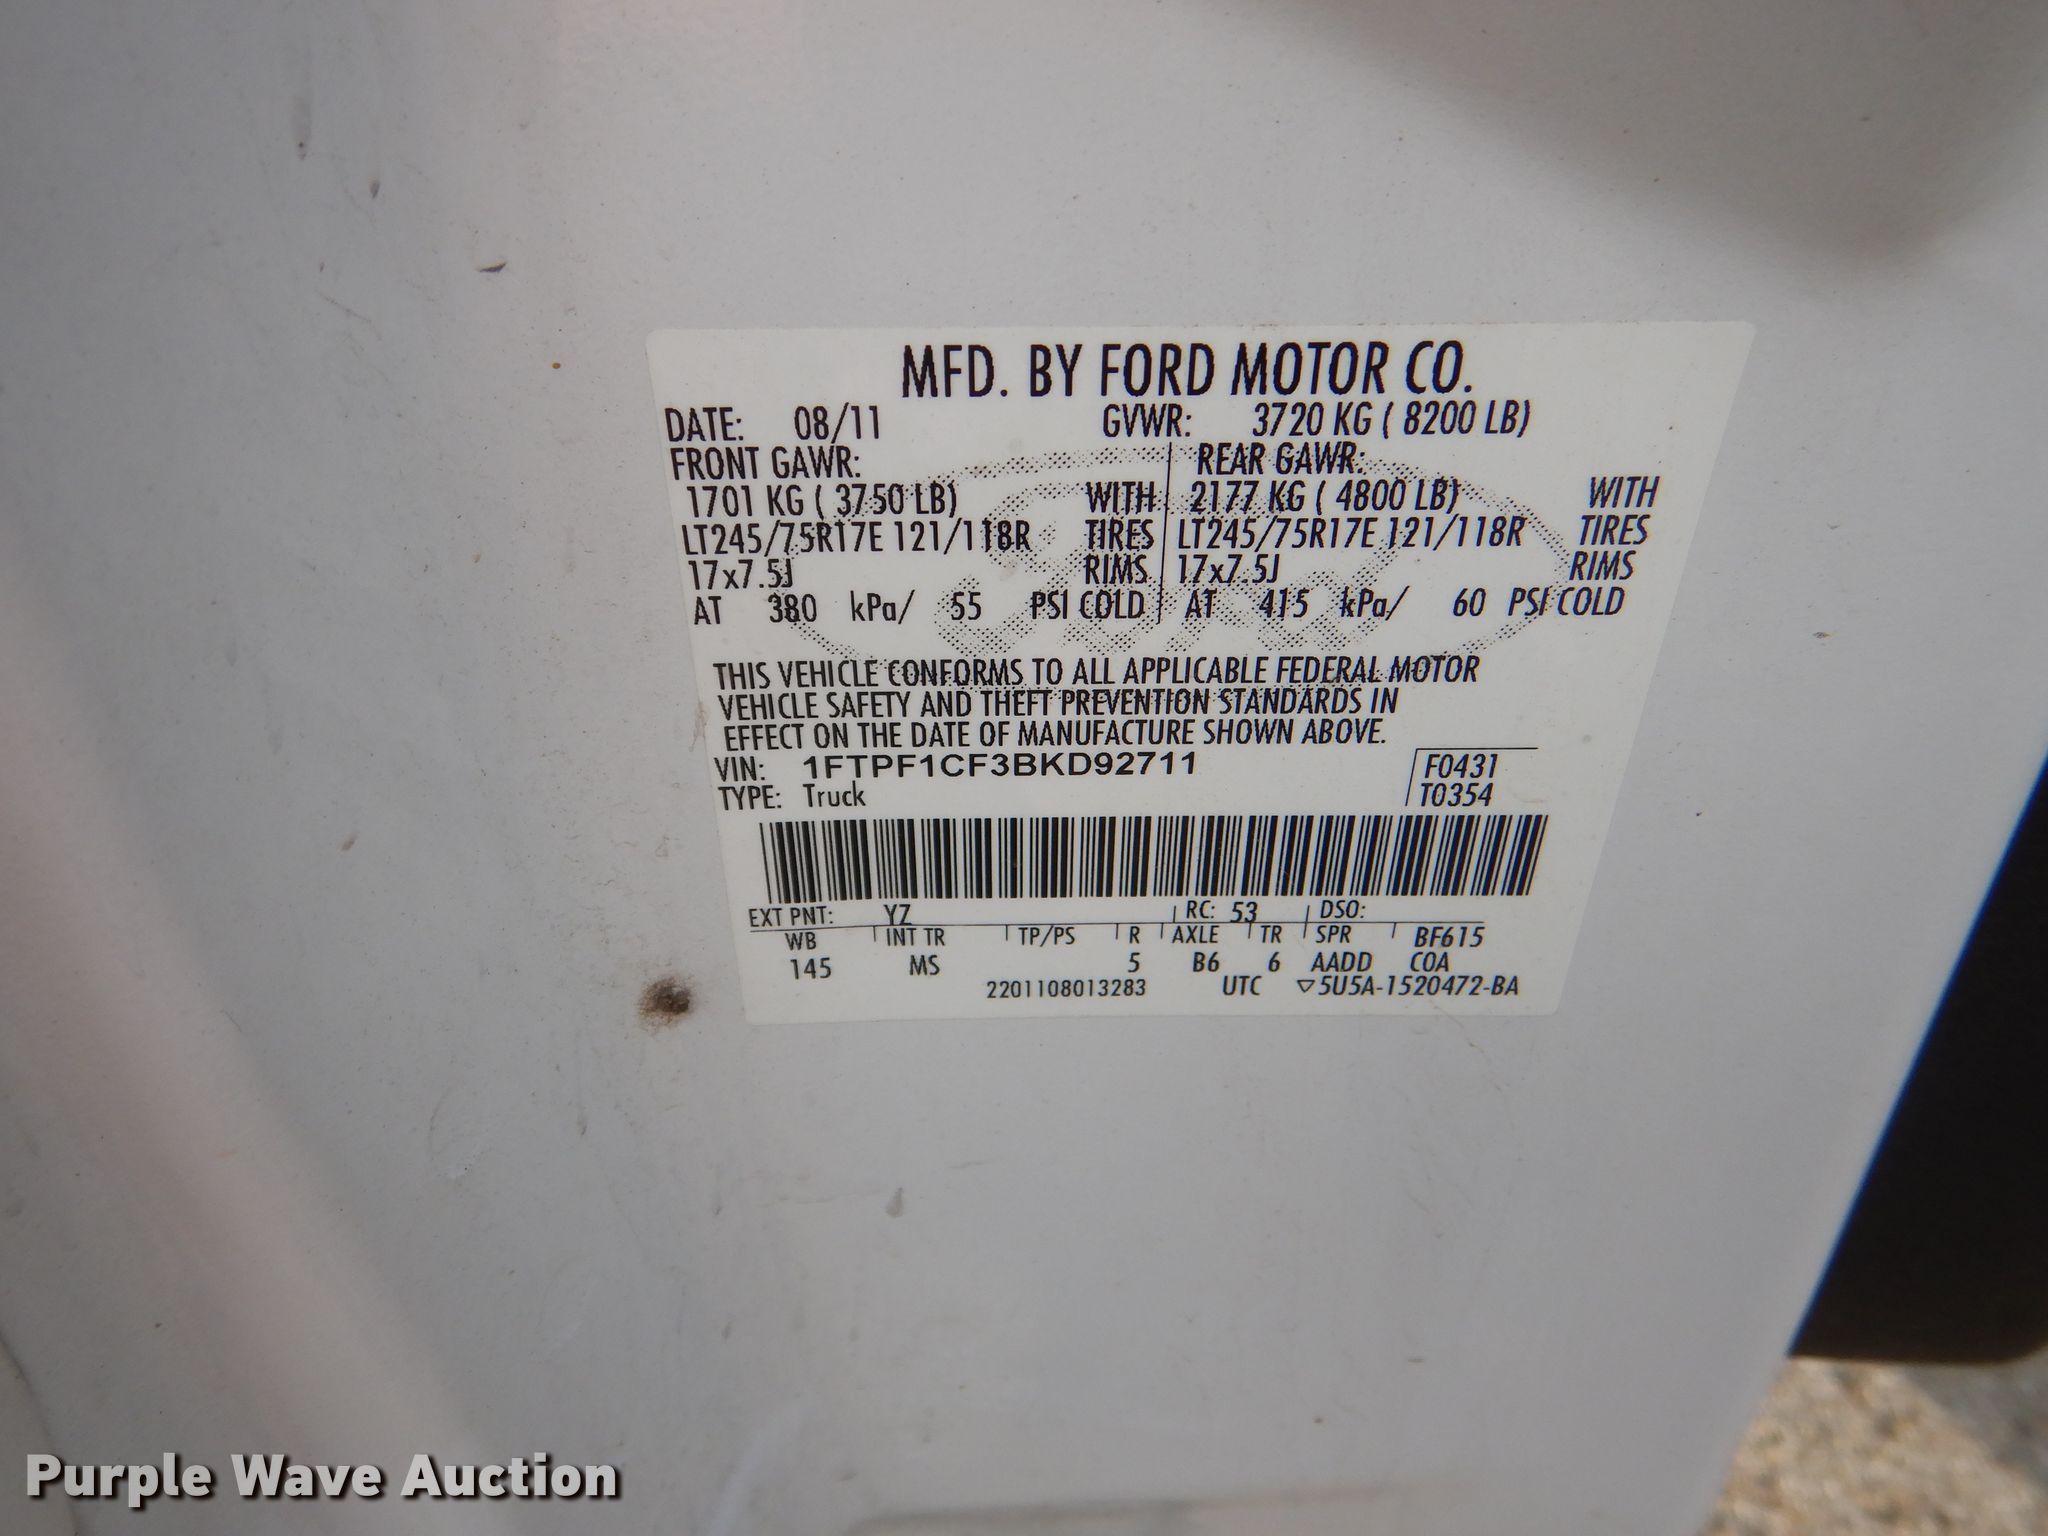 MFD. BY FORD MOTOR CO.
DATE: 08/11 GVWR: 3720 KG ( 8200 LB)
FRONT GAWR: REAR GAWR:
1701 KG ( 3750 LB) WITH 2177 KG ( 4800 LB) WITH
LT245/75R17E 121/118R TIRES LT245/75R17E 121/118R TIRES
17x7.5J RIMS 17x7.5J RIMS
AT 380 kPa/ 55 PSI COLD AT 415 kPa/ 60 PSI COLD
THIS VEHICLE CONFORMS TO ALL APPLICABLE FEDERAL MOTOR
VEHICLE SAFETY AND THEFT PREVENTION STANDARDS IN
EFFECT ON THE DATE OF MANUFACTURE SHOWN ABOVE.
VIN: 1FTPF1CF3BKD92711 F0431
TYPE: Truck T0354
EXT PNT: YZ RC: 53 DSO:
WB INT TR TP/PS R AXLE TR SPR BF615
145 MS 5 B6 6 AADD COA
2201108013283 UTC ▽5U5A-1520472-BA
Purple Wave Auction